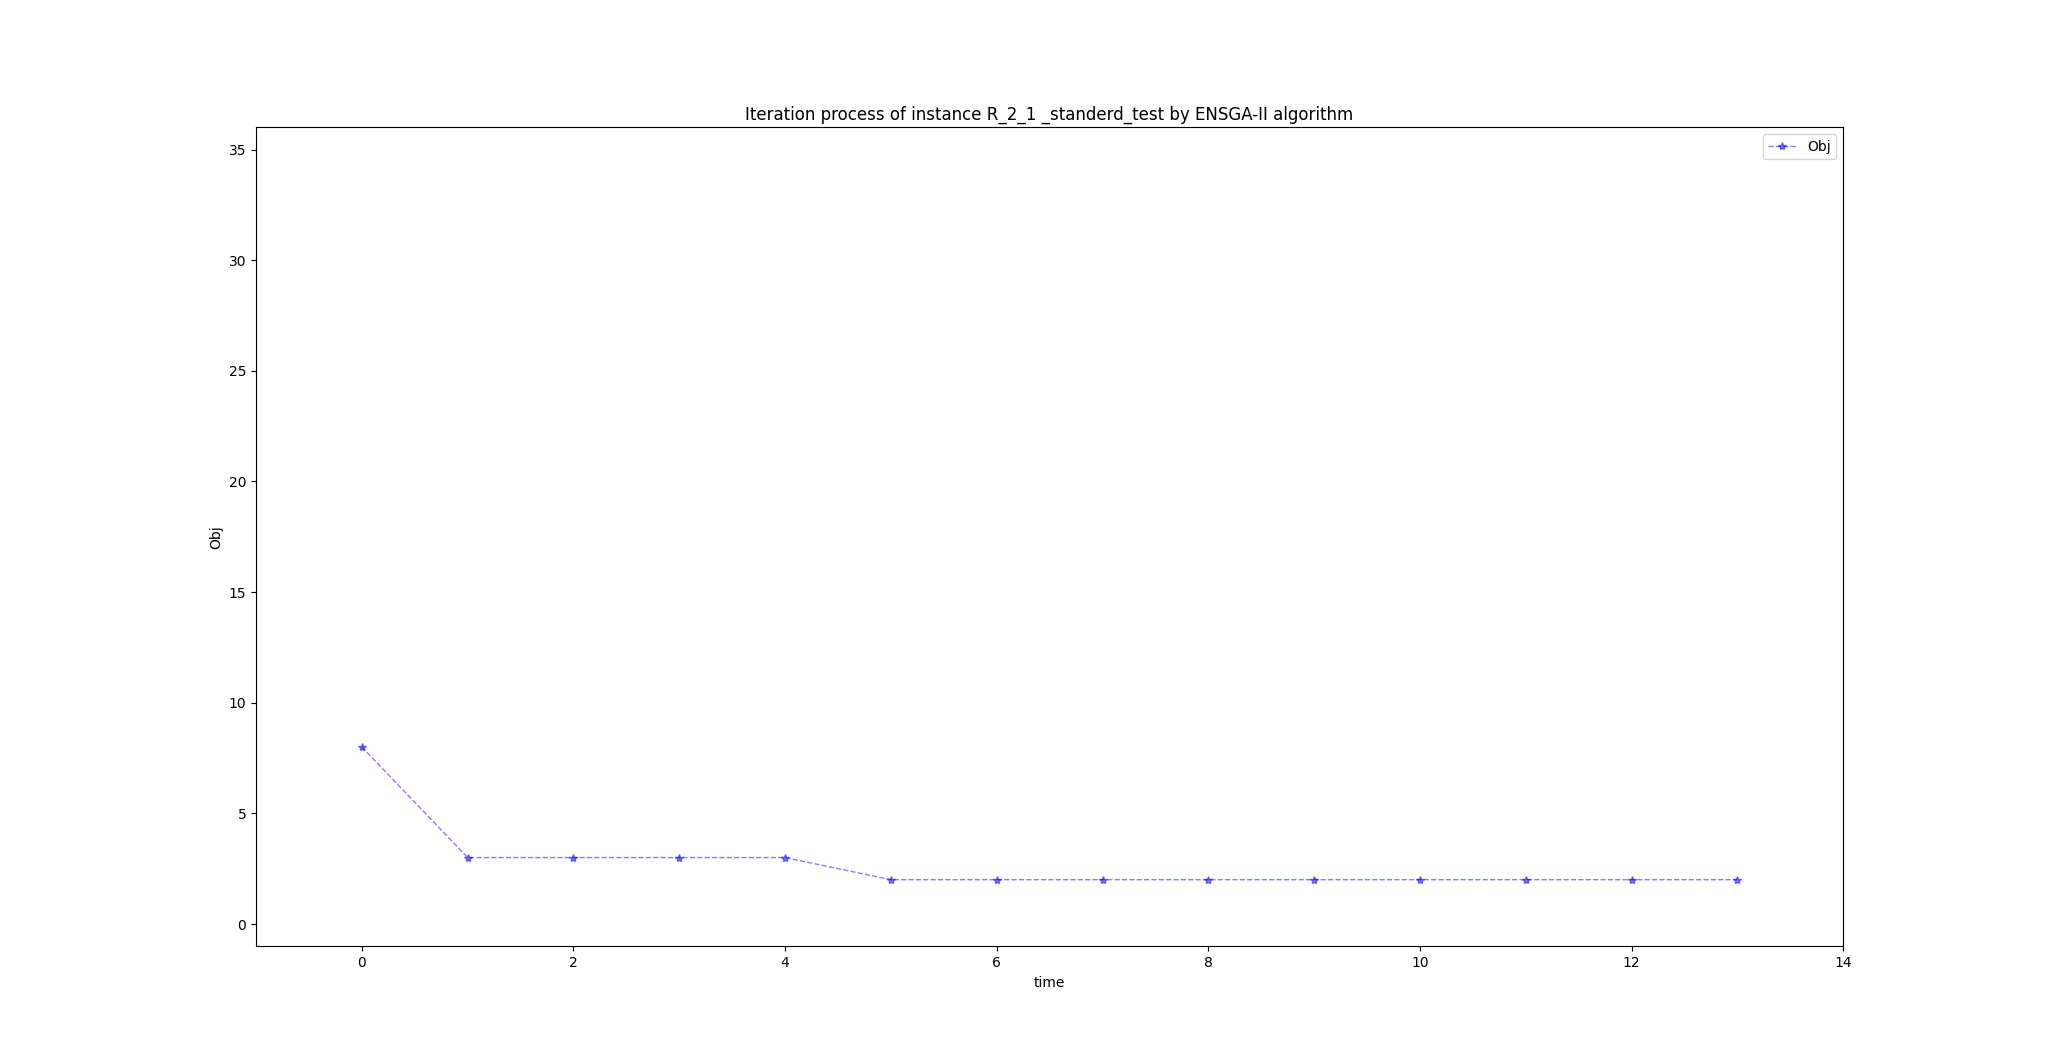 Iteration process of instance R_2_1 _standerd_test by ENSGA-II algorithm
Obj
35
30
25
20
15
10
5
0
Obj
0 2 4 6 8 10 12 14
time